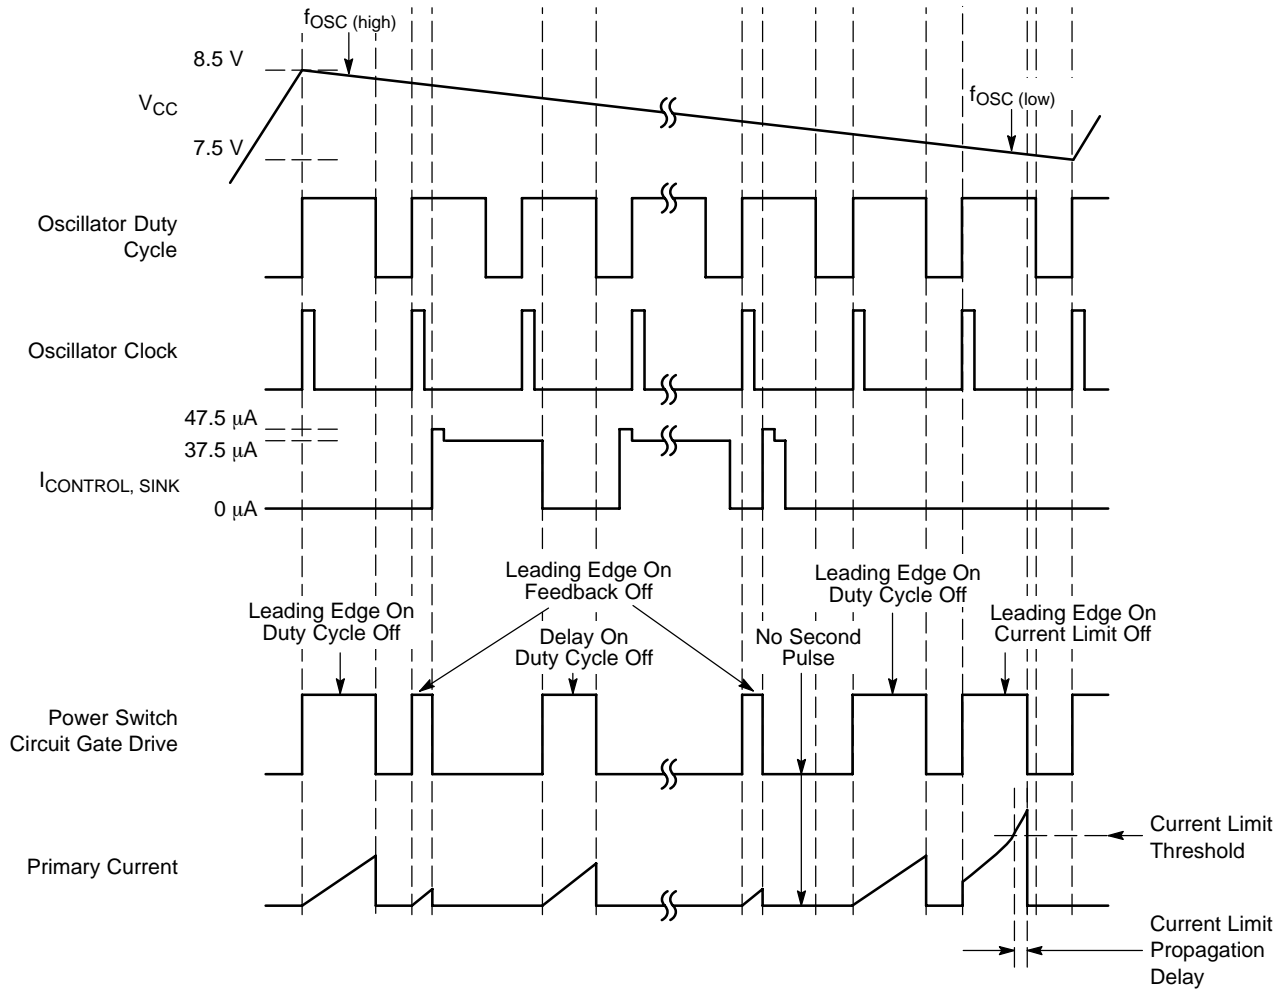 fOSC (high)
8.5 V
VCC
fOSC (low)
7.5 V
Oscillator Duty
Cycle
Oscillator Clock
47.5 μA
37.5 μA
ICONTROL, SINK
0 μA
Leading Edge On
Duty Cycle Off
Leading Edge On
Feedback Off
Delay On
Duty Cycle Off
No Second
Pulse
Leading Edge On
Duty Cycle Off
Leading Edge On
Current Limit Off
Power Switch
Circuit Gate Drive
Primary Current
Current Limit
Threshold
Current Limit
Propagation
Delay